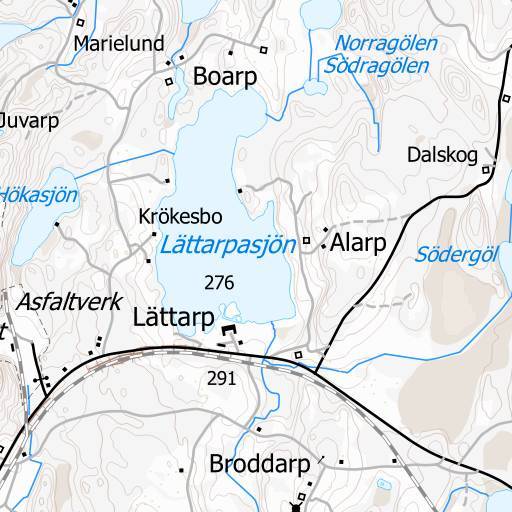 Marielund
Norragölen
Södragölen
Boarp
Juvarp
Dalskog
Hökasjön
Krökesbo
Lättarpasjön
Alarp
Södergöl
276
Asfaltverk
Lättarp
t
291
Broddarp